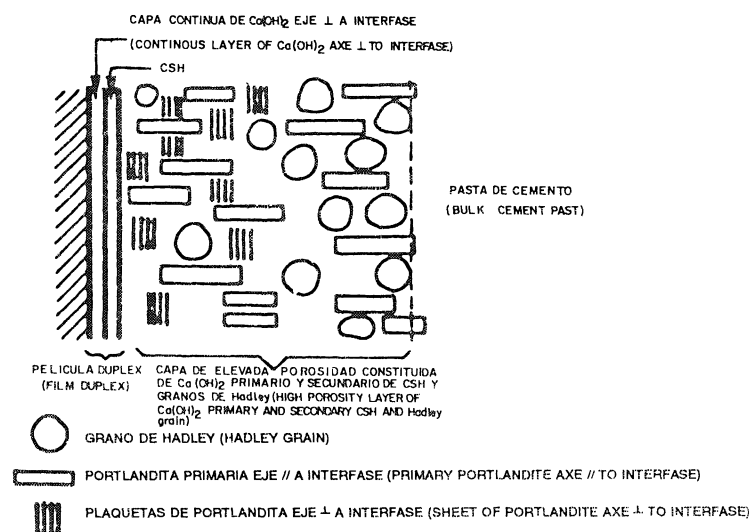 CAPA CONTINUA DE Ca(OH)2 EJE ⊥ A INTERFASE
(CONTINOUS LAYER OF Ca(OH)2 AXE ⊥ TO INTERFASE)
CSH
PASTA DE CEMENTO
(BULK CEMENT PAST)
PELICULA DUPLEX
(FILM DUPLEX)
CAPA DE ELEVADA POROSIDAD CONSTITUIDA
DE Ca (OH)2 PRIMARIO Y SECUNDARIO DE CSH Y
GRANOS DE Hadley (HIGH POROSITY LAYER OF
Ca(OH)2 PRIMARY AND SECONDARY CSH AND Hadley
grain)
GRANO DE HADLEY (HADLEY GRAIN)
PORTLANDITA PRIMARIA EJE // A INTERFASE (PRIMARY PORTLANDITE AXE // TO INTERFASE)
PLAQUETAS DE PORTLANDITA EJE ⊥ A INTERFASE (SHEET OF PORTLANDITE AXE ⊥ TO INTERFASE)